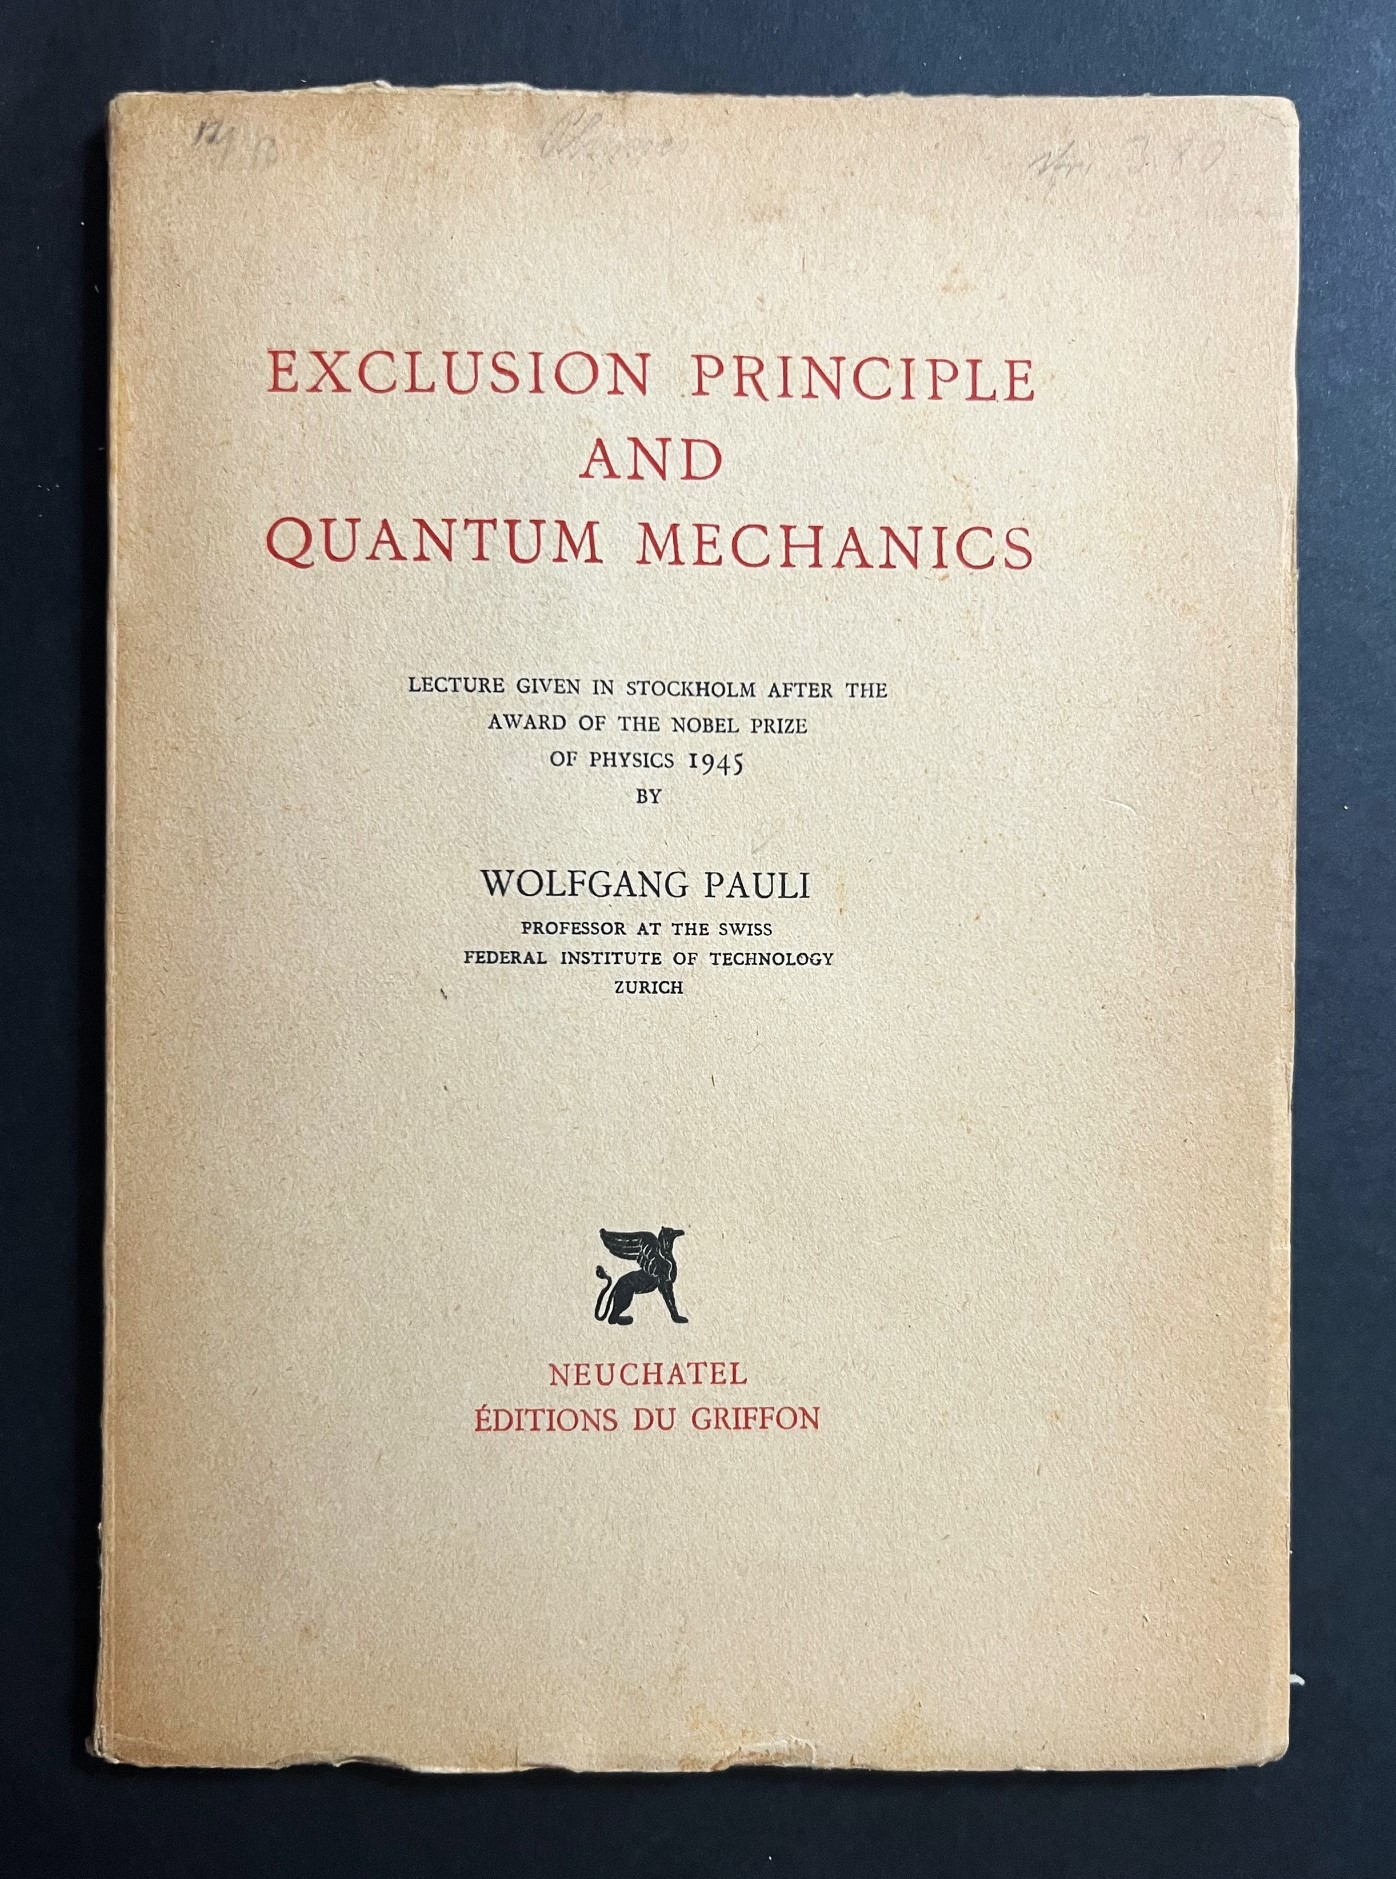 EXCLUSION PRINCIPLE
AND
QUANTUM MECHANICS
LECTURE GIVEN IN STOCKHOLM AFTER THE
AWARD OF THE NOBEL PRIZE
OF PHYSICS 1945
BY
WOLFGANG PAULI
PROFESSOR AT THE SWISS
FEDERAL INSTITUTE OF TECHNOLOGY
ZURICH
NEUCHATEL
ÉDITIONS DU GRIFFON